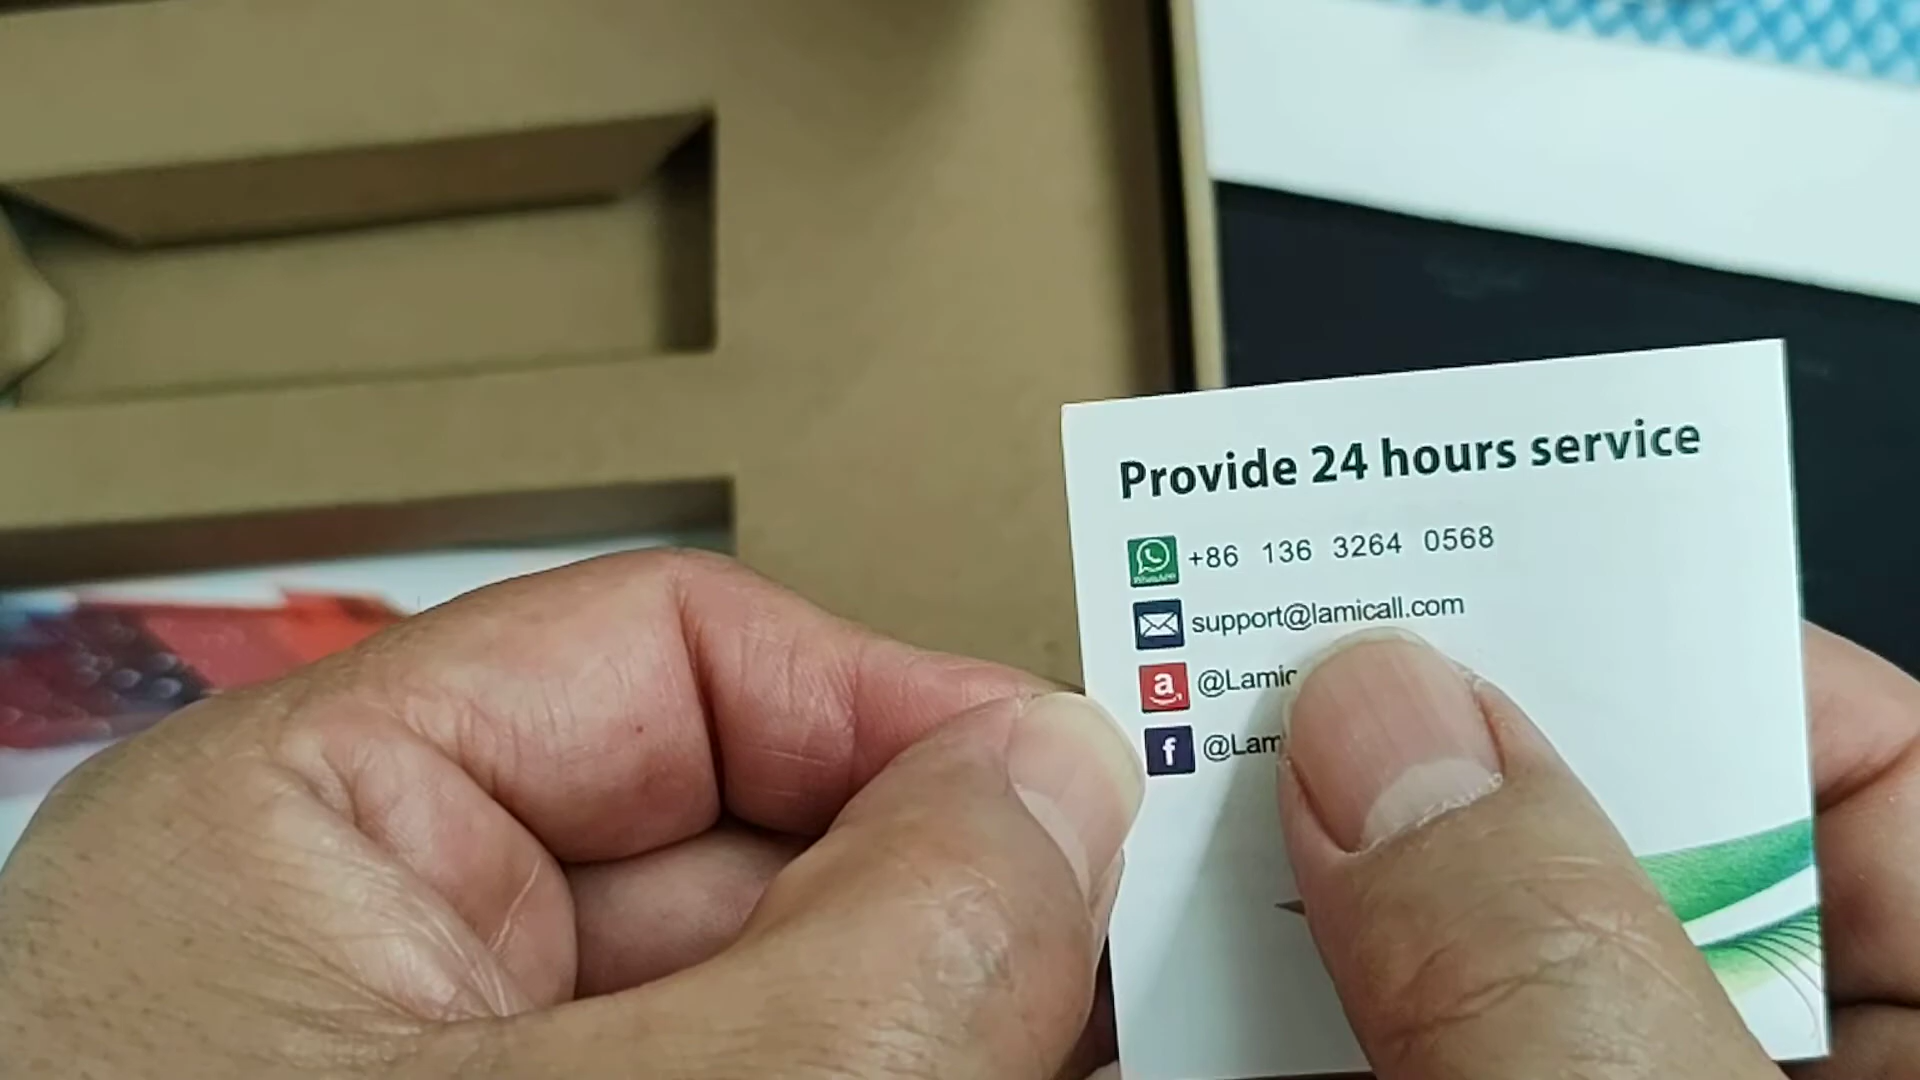 Provide 24 hours service
+86 136 3264 0568
support@lamicall.com
@Lamic
@Lam